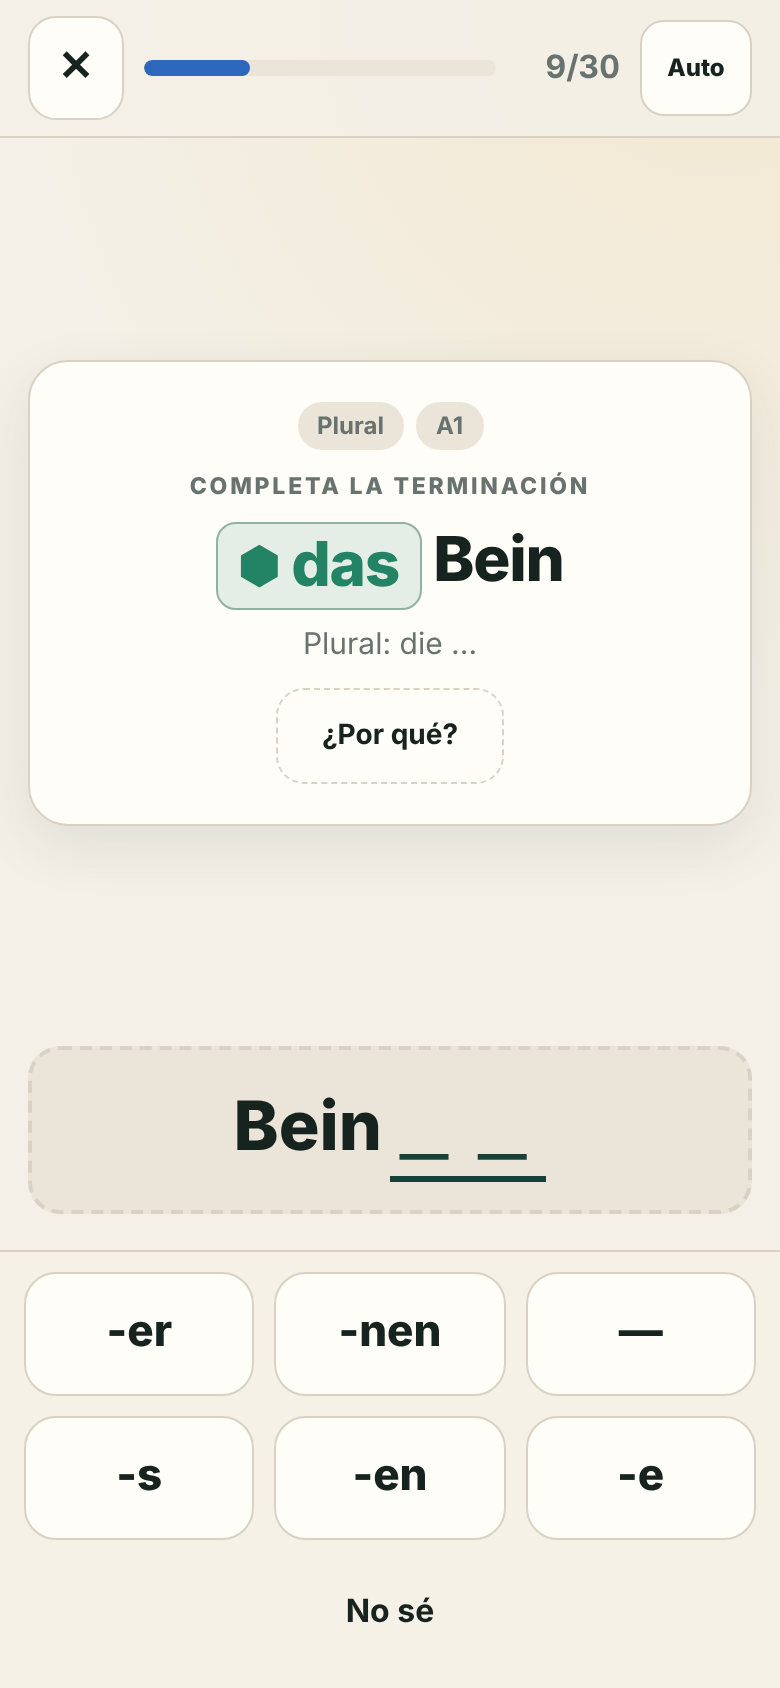 ✕ 9/30 Auto
Plural A1
COMPLETA LA TERMINACIÓN
das Bein
Plural: die ...
¿Por qué?
Bein _ _
-er -nen —
-s -en -e
No sé